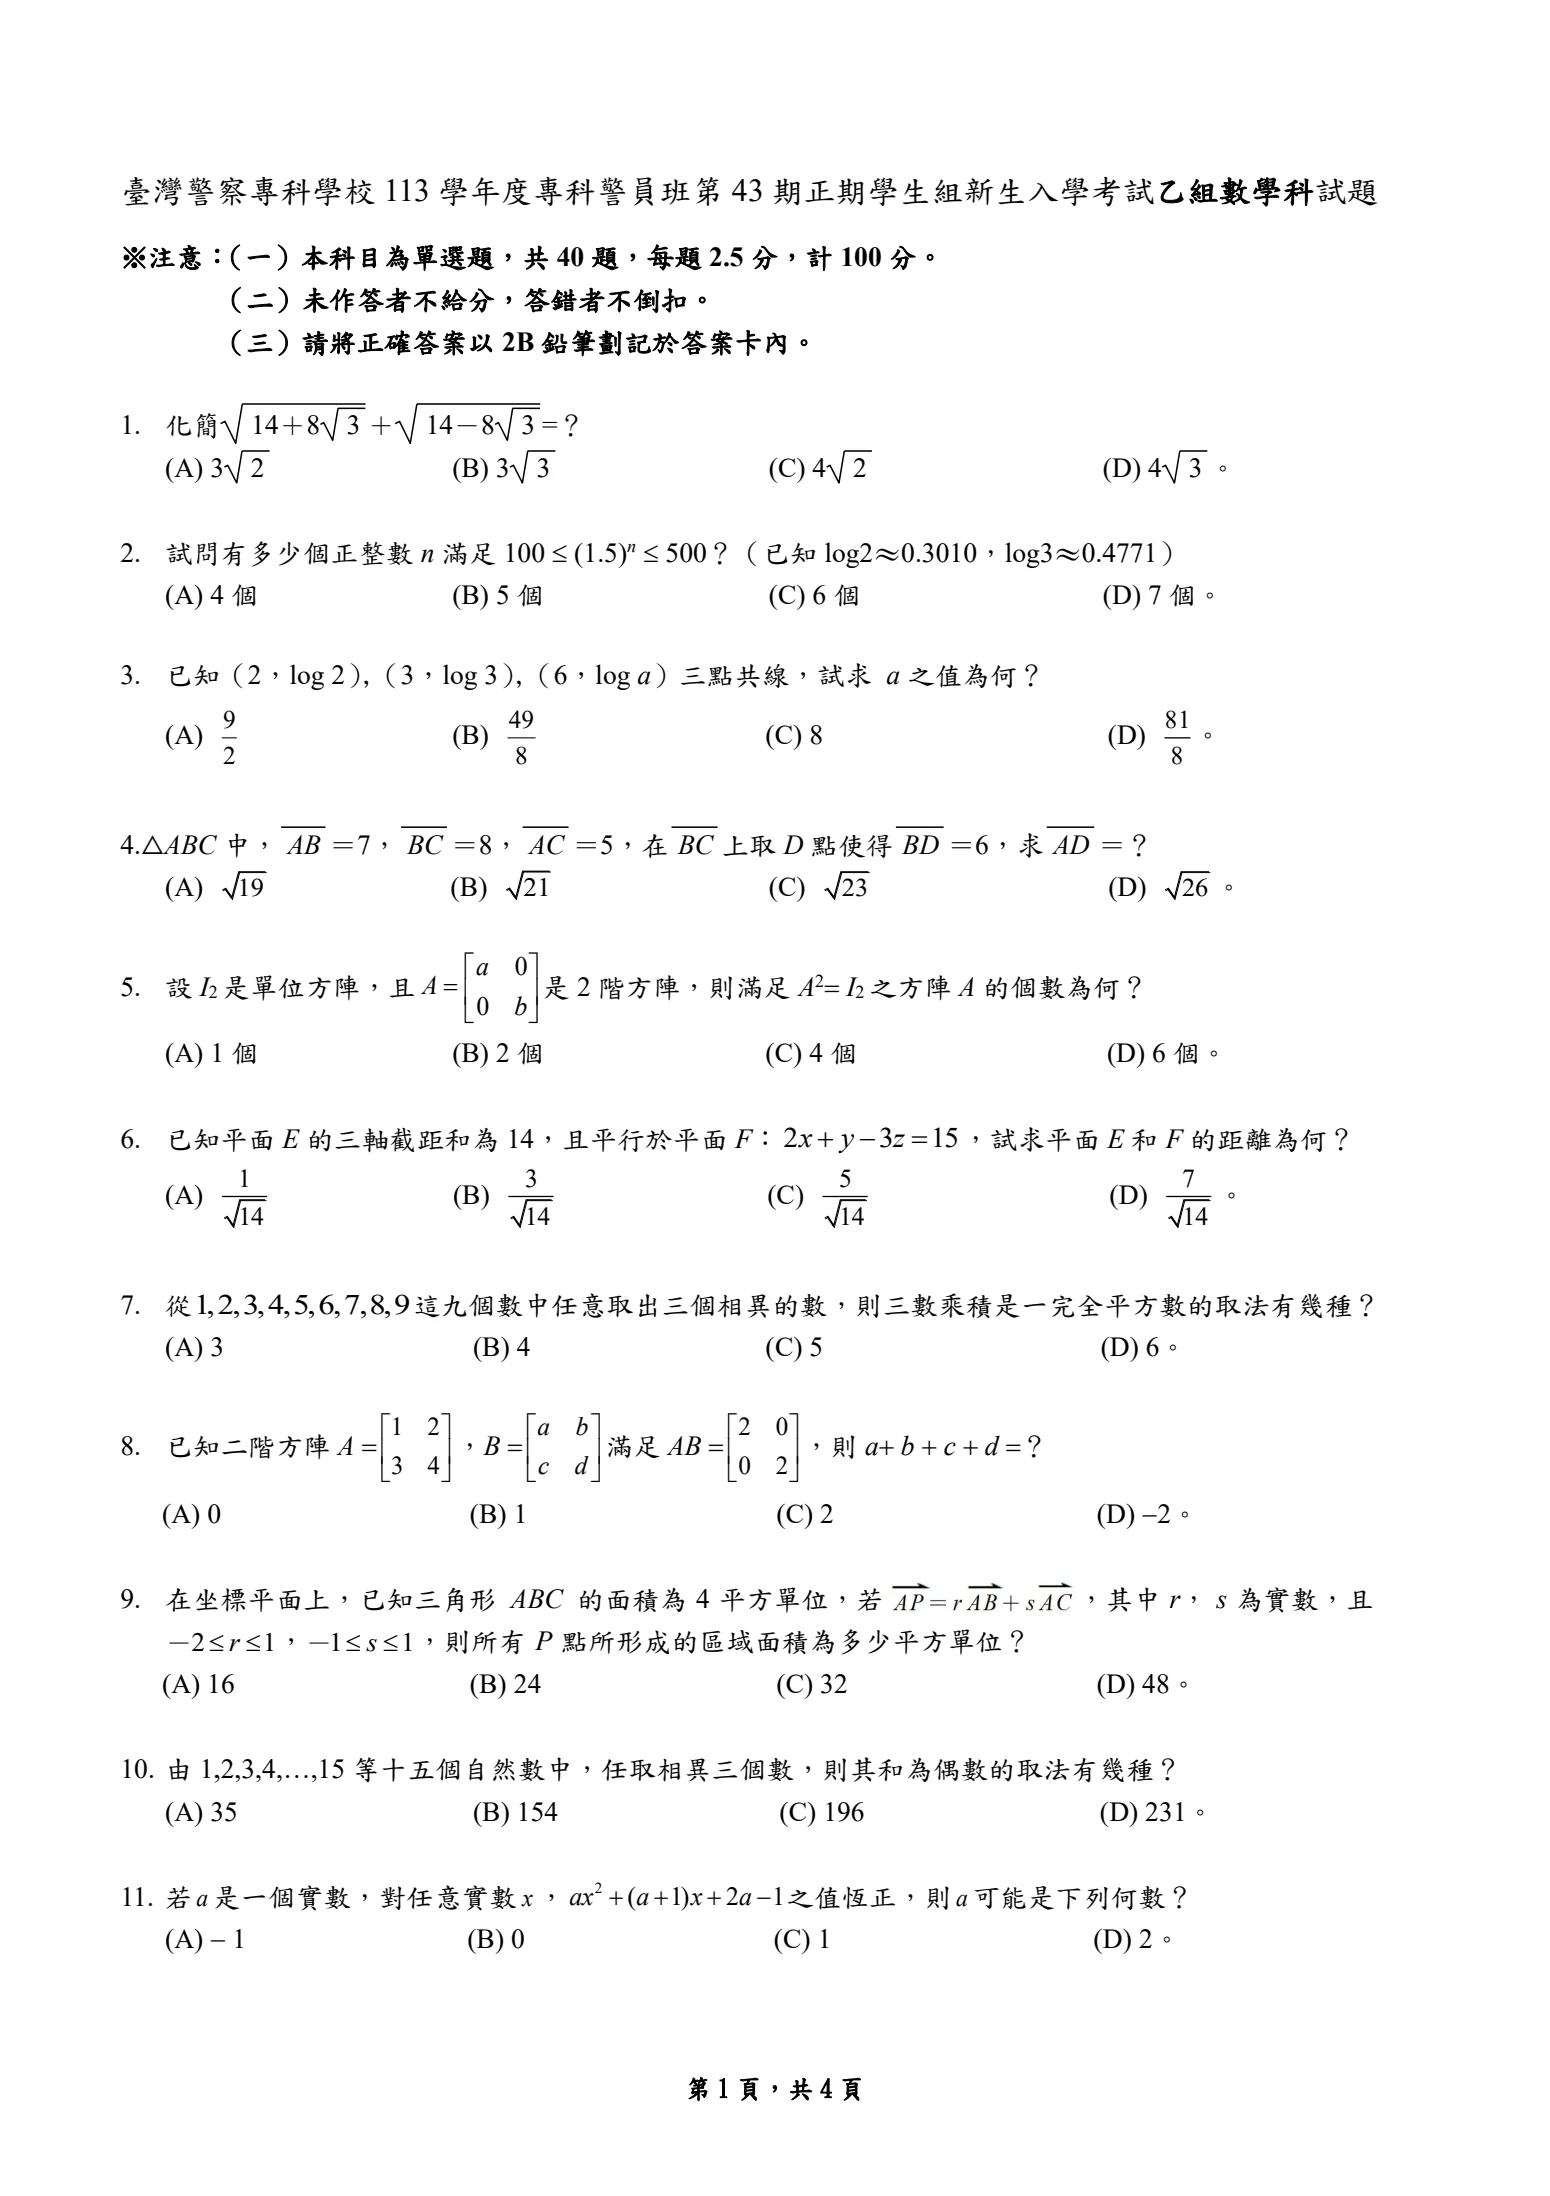 臺灣警察專科學校 113 學年度專科警員班第 43 期正期學生組新生入學考試乙組數學科試題
※注意：（一）本科目為單選題，共 40 題，每題 2.5 分，計 100 分。
（二）未作答者不給分，答錯者不倒扣。
（三）請將正確答案以 2B 鉛筆劃記於答案卡內。
1. 化簡√(14＋8√3)＋√(14－8√3)=？
(A) 3√2 (B) 3√3 (C) 4√2 (D) 4√3。
2. 試問有多少個正整數 n 滿足 100 ≤ (1.5)ⁿ ≤ 500？（已知 log2≈0.3010，log3≈0.4771）
(A) 4 個 (B) 5 個 (C) 6 個 (D) 7 個。
3. 已知（2，log 2），（3，log 3），（6，log a）三點共線，試求 a 之值為何？
(A) 9/2 (B) 49/8 (C) 8 (D) 81/8。
4.△ABC 中，AB＝7，BC＝8，AC＝5，在 BC 上取 D 點使得 BD＝6，求 AD＝？
(A) √19 (B) √21 (C) √23 (D) √26。
5. 設 I₂ 是單位方陣，且 A = [a 0; 0 b] 是 2 階方陣，則滿足 A²= I₂ 之方陣 A 的個數為何？
(A) 1 個 (B) 2 個 (C) 4 個 (D) 6 個。
6. 已知平面 E 的三軸截距和為 14，且平行於平面 F：2x + y − 3z = 15，試求平面 E 和 F 的距離為何？
(A) 1/√14 (B) 3/√14 (C) 5/√14 (D) 7/√14。
7. 從1,2,3,4,5,6,7,8,9這九個數中任意取出三個相異的數，則三數乘積是一完全平方數的取法有幾種？
(A) 3 (B) 4 (C) 5 (D) 6。
8. 已知二階方陣 A = [1 2; 3 4]，B = [a b; c d] 滿足 AB = [2 0; 0 2]，則 a+ b + c + d =？
(A) 0 (B) 1 (C) 2 (D) –2。
9. 在坐標平面上，已知三角形 ABC 的面積為 4 平方單位，若 AP = r AB + s AC，其中 r， s 為實數，且
－2≤ r ≤1，－1≤ s ≤1，則所有 P 點所形成的區域面積為多少平方單位？
(A) 16 (B) 24 (C) 32 (D) 48。
10. 由 1,2,3,4,…,15 等十五個自然數中，任取相異三個數，則其和為偶數的取法有幾種？
(A) 35 (B) 154 (C) 196 (D) 231。
11. 若 a 是一個實數，對任意實數 x，ax² + (a +1)x + 2a −1之值恆正，則 a 可能是下列何數？
(A) – 1 (B) 0 (C) 1 (D) 2。
第 1 頁，共 4 頁